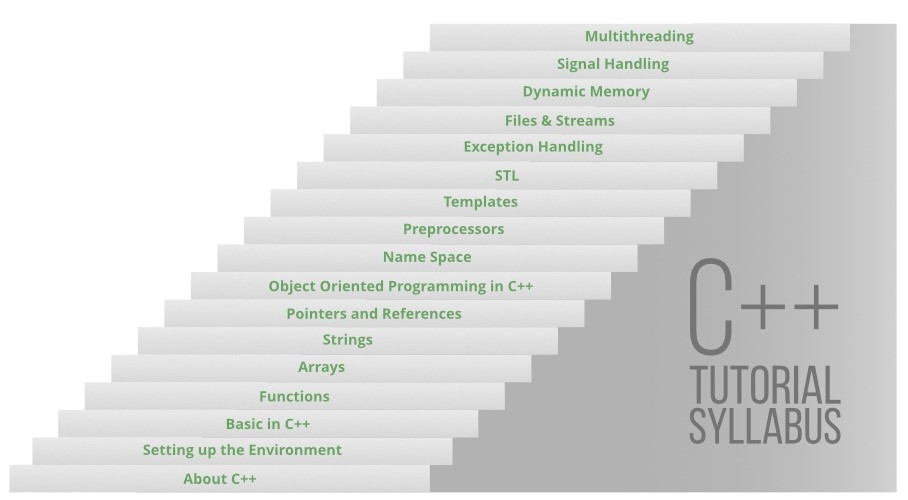 Multithreading
Signal Handling
Dynamic Memory
Files & Streams
Exception Handling
STL
Templates
Preprocessors
Name Space
Object Oriented Programming in C++
Pointers and References
Strings
Arrays
Functions
Basic in C++
Setting up the Environment
About C++
C++
TUTORIAL
SYLLABUS